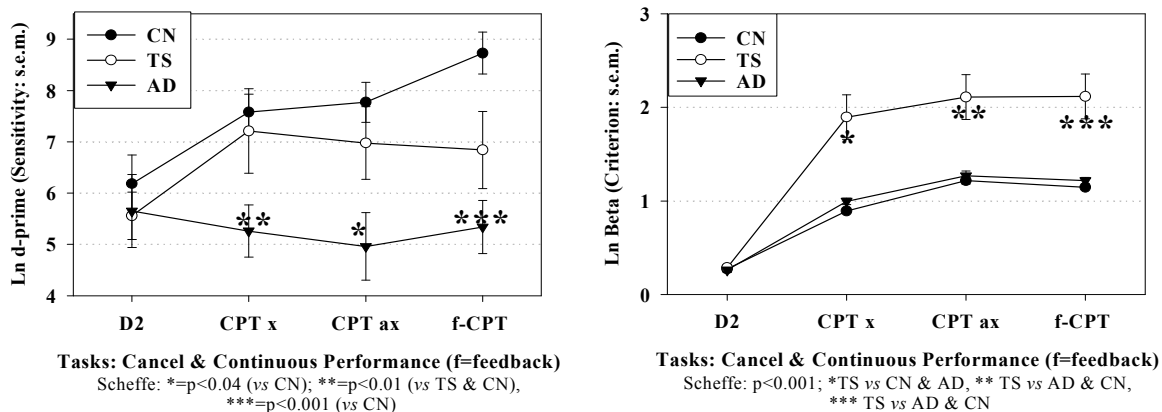 Ln d-prime (Sensitivity: s.e.m.)
10
9
8
7
6
5
4
CN
TS
AD
**
*
***
D2 CPT x CPT ax f-CPT
Tasks: Cancel & Continuous Performance (f=feedback)
Scheffe: *=p<0.04 (vs CN); **=p<0.01 (vs TS & CN),
***=p<0.001 (vs CN)
Ln Beta (Criterion: s.e.m.)
3
2
1
0
CN
TS
AD
*
**
***
D2 CPT x CPT ax f-CPT
Tasks: Cancel & Continuous Performance (f=feedback)
Scheffe: p<0.001; *TS vs CN & AD, ** TS vs AD & CN,
*** TS vs AD & CN